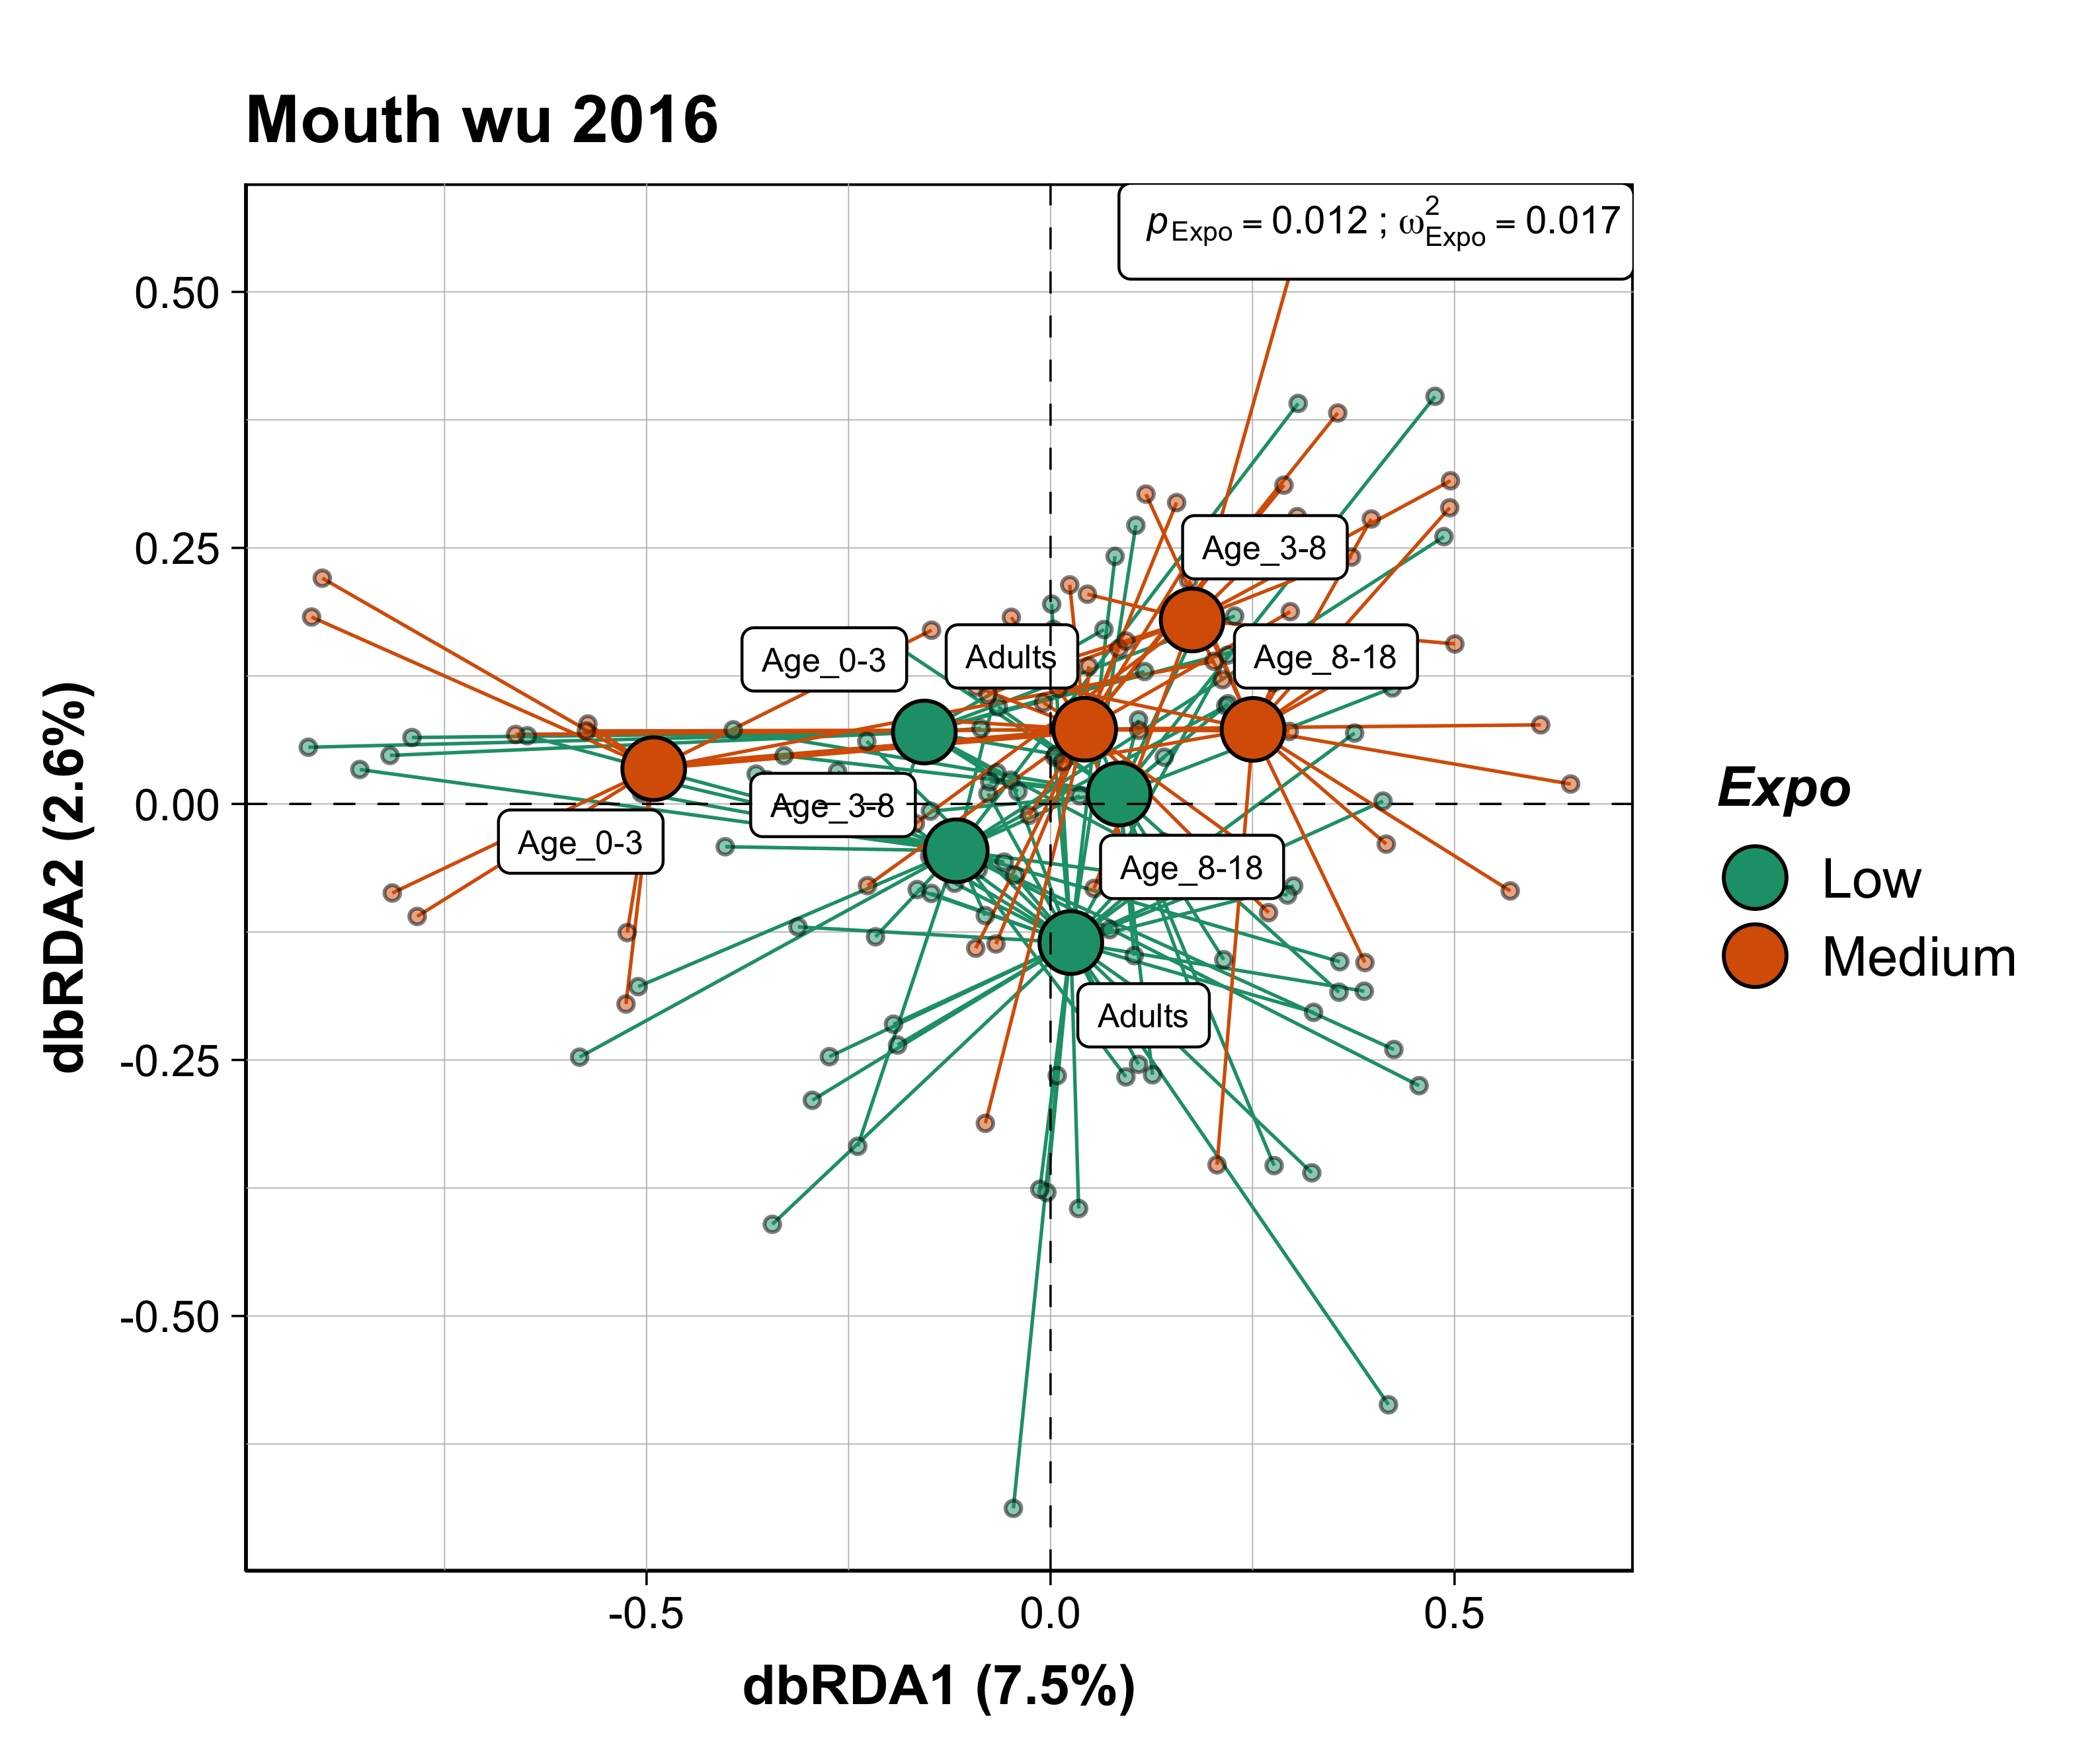 Mouth wu 2016
pExpo = 0.012 ; ω²Expo = 0.017
0.50
0.25
0.00
-0.25
-0.50
dbRDA2 (2.6%)
Age_3-8
Age_0-3
Adults
Age_8-18
Age_3-8
Age_0-3
Age_8-18
Adults
-0.5
0.0
0.5
dbRDA1 (7.5%)
Expo
Low
Medium